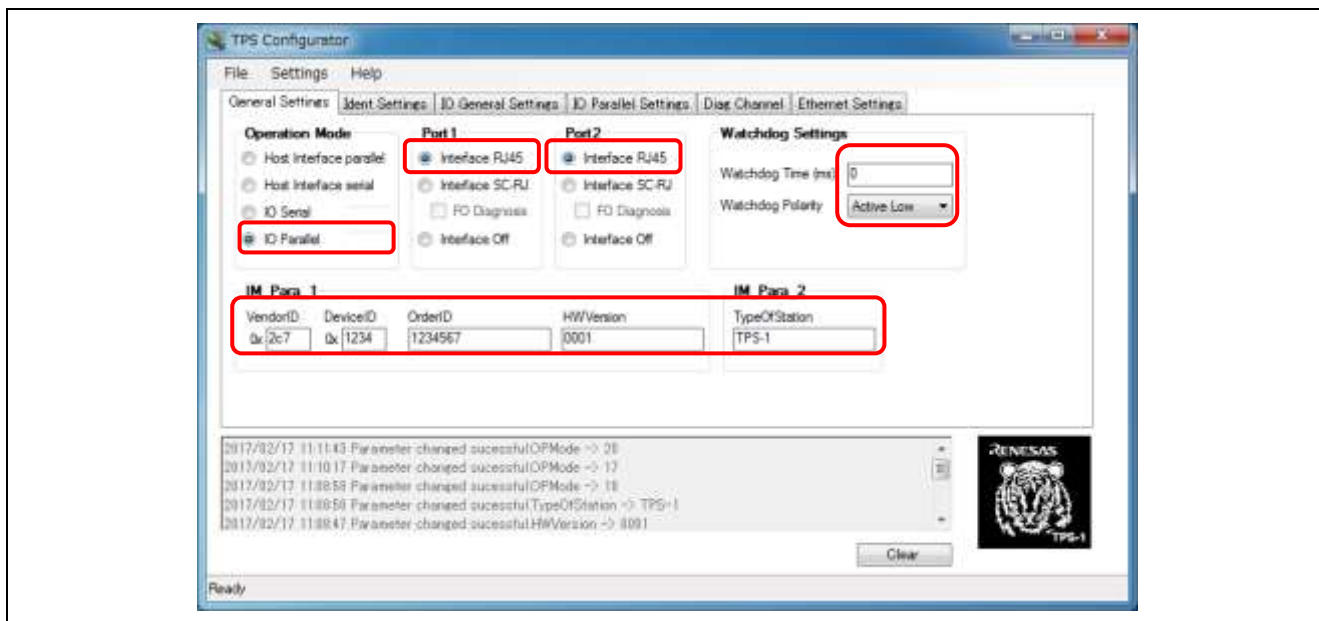 TPS Configurator
File Settings Help
General Settings Ident Settings IO General Settings IO Parallel Settings Diag Channel Ethernet Settings
Operation Mode Port 1 Port 2 Watchdog Settings
Host Interface parallel Interface RJ45 Interface RJ45
Watchdog Time (ms) 0
Host Interface serial Interface SC-RJ Interface SC-RJ
IO Serial FO Diagnosis FO Diagnosis Watchdog Polarity Active Low
IO Parallel Interface Off Interface Off
IM_Para_1 IM_Para_2
VendorID DeviceID OrderID HWVersion TypeOfStation
0x 2c7 0x 1234 1234567 0001 TPS-1
2017/02/17 11:11:43 Parameter changed sucessful:OPMode -> 20
2017/02/17 11:10:17 Parameter changed sucessful:OPMode -> 17
2017/02/17 11:08:58 Parameter changed sucessful:OPMode -> 18
2017/02/17 11:08:50 Parameter changed sucessful:TypeOfStation -> TPS-1
2017/02/17 11:08:47 Parameter changed sucessful:HWVersion -> 0001
RENESAS
TPS-1
Clear
Ready